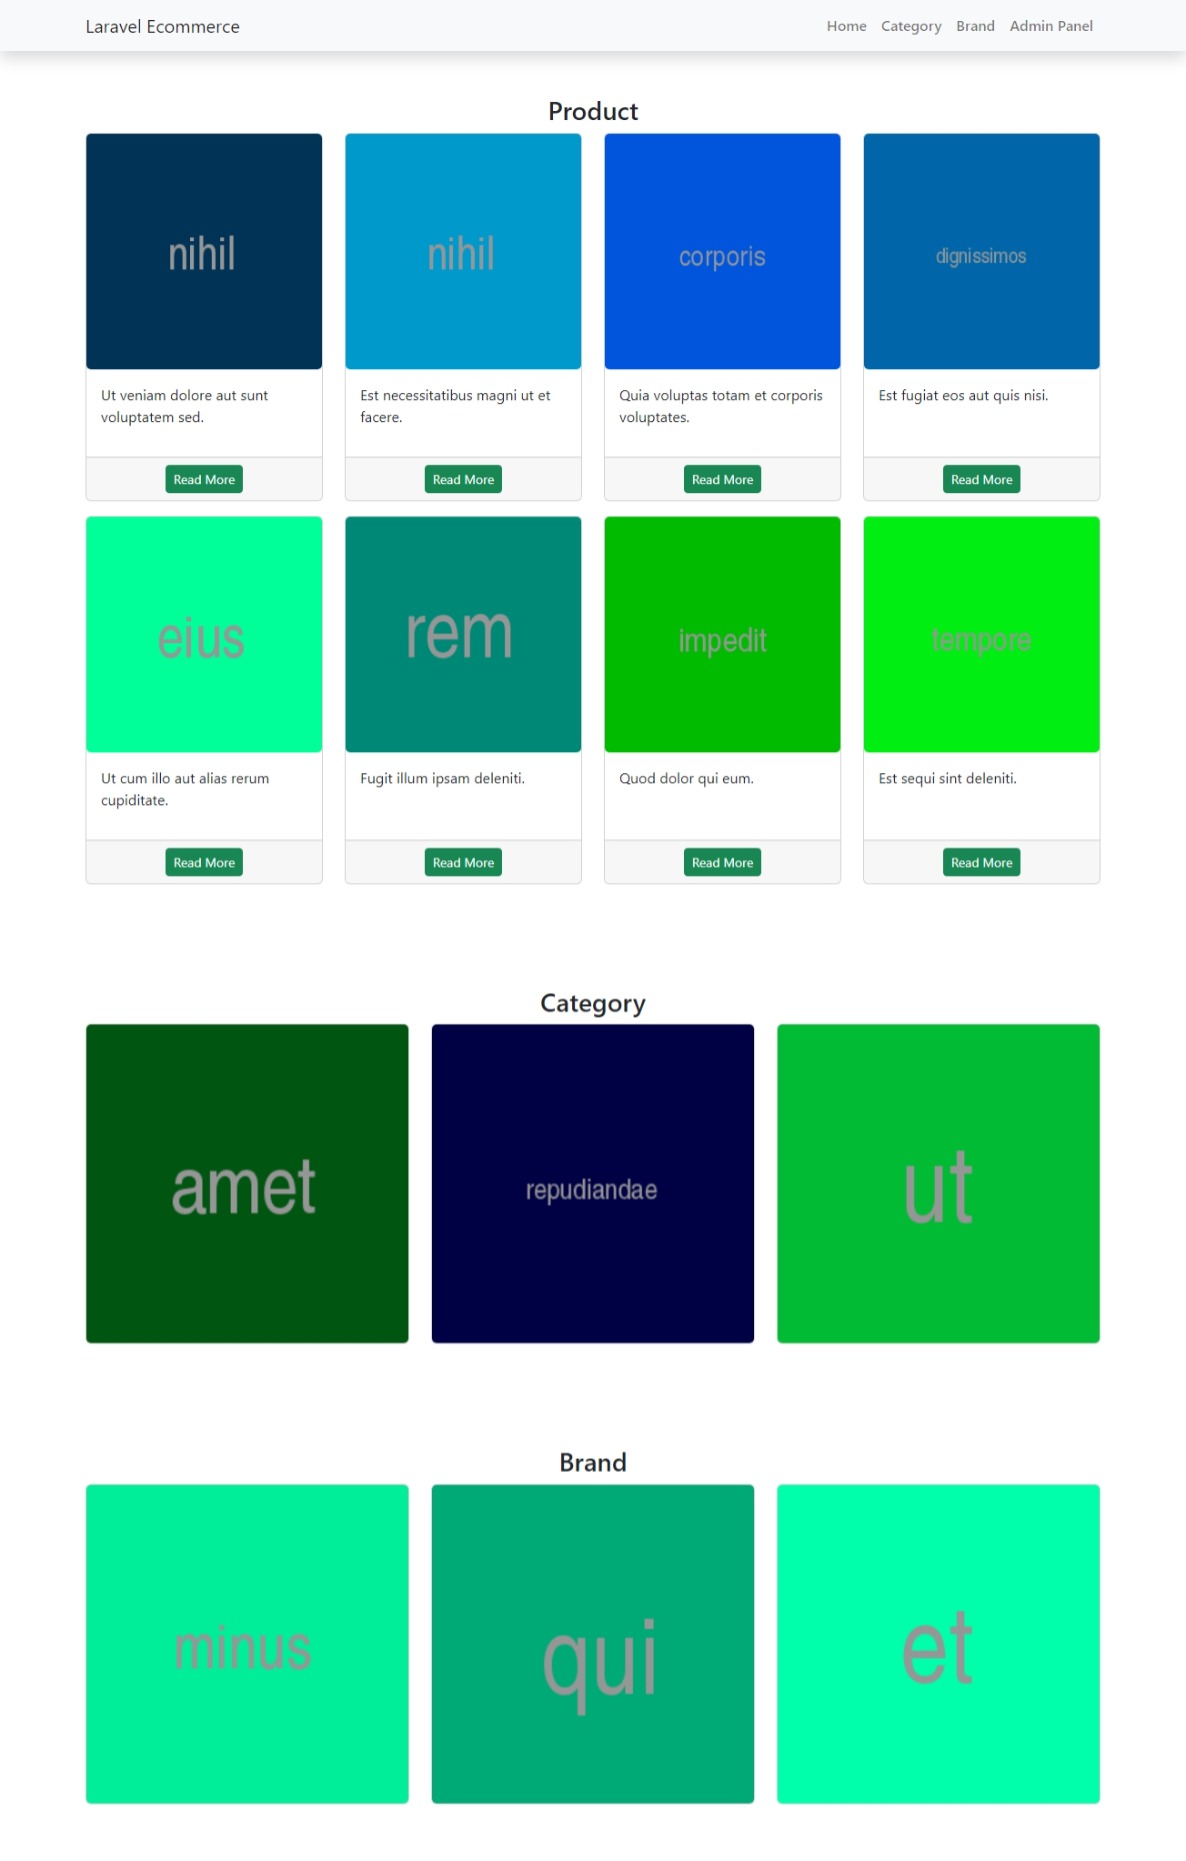 Laravel Ecommerce
Home Category Brand Admin Panel
Product
nihil
nihil
corporis
dignissimos
Ut veniam dolore aut sunt
voluptatem sed.
Est necessitatibus magni ut et
facere.
Quia voluptas totam et corporis
voluptates.
Est fugiat eos aut quis nisi.
Read More
Read More
Read More
Read More
eius
rem
impedit
tempore
Ut cum illo aut alias rerum
cupiditate.
Fugit illum ipsam deleniti.
Quod dolor qui eum.
Est sequi sint deleniti.
Read More
Read More
Read More
Read More
Category
amet
repudiandae
ut
Brand
minus
qui
et